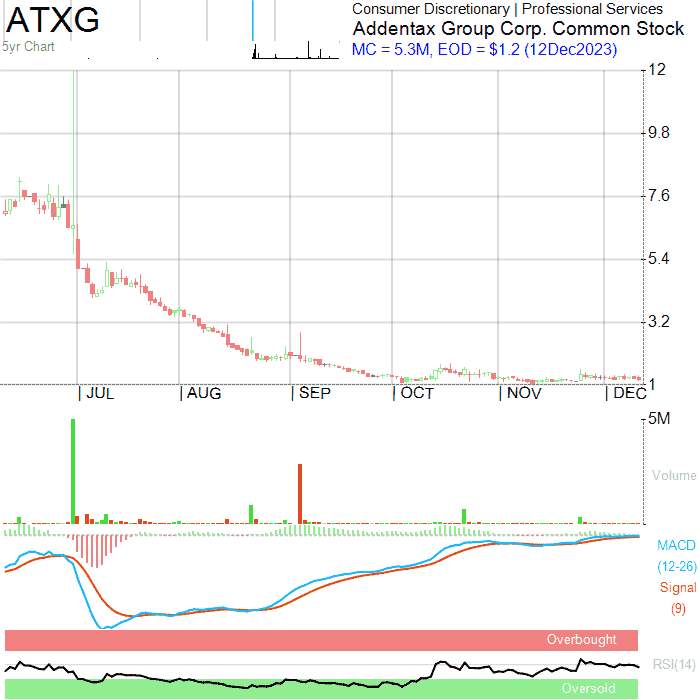 ATXG
5yr Chart
Consumer Discretionary | Professional Services
Addentax Group Corp. Common Stock
MC = 5.3M, EOD = $1.2 (12Dec2023)
12
9.8
7.6
5.4
3.2
1
JUL
AUG
SEP
OCT
NOV
DEC
5M
Volume
MACD
(12-26)
Signal
(9)
Overbought
RSI(14)
Oversold